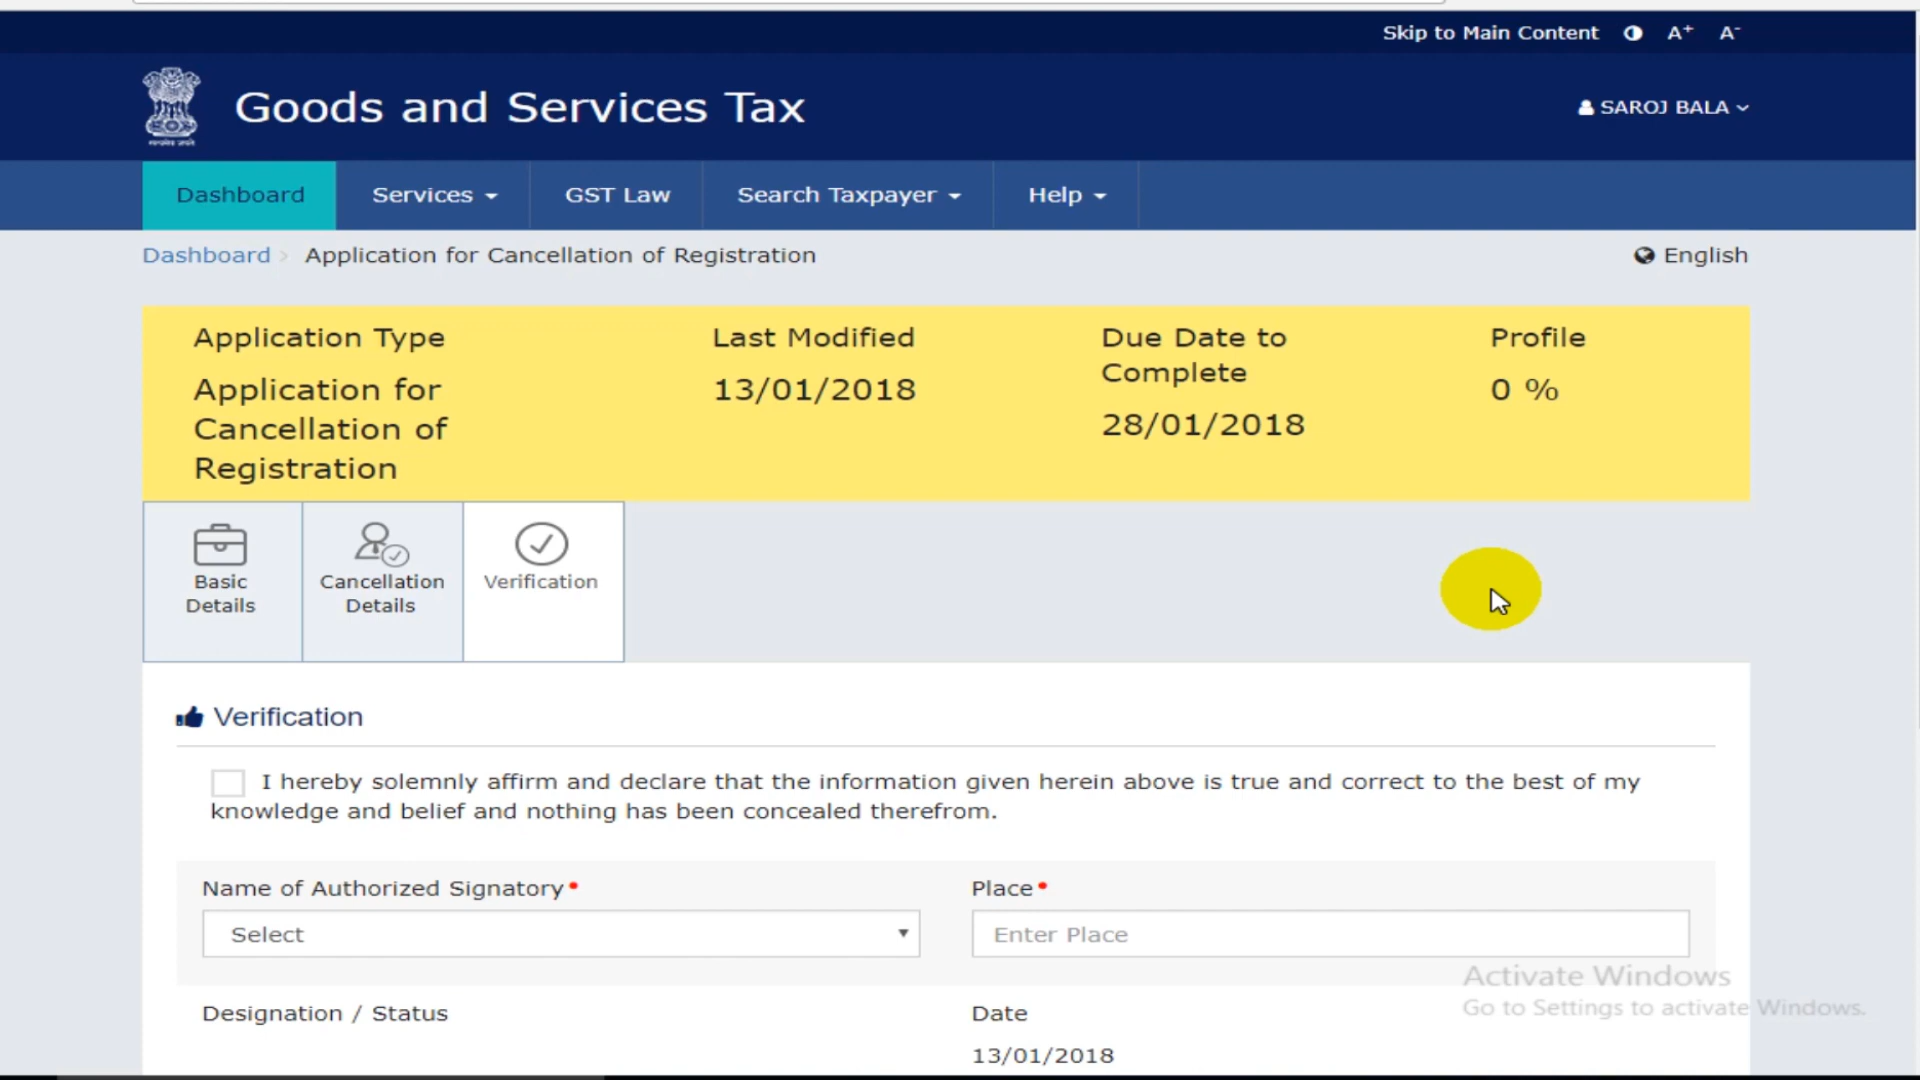 Skip to Main Content A+ A-
Goods and Services Tax
SAROJ BALA
Dashboard Services GST Law Search Taxpayer Help
Dashboard Application for Cancellation of Registration English
Application Type Last Modified Due Date to Profile
Complete
Application for 13/01/2018 0 %
Cancellation of 28/01/2018
Registration
Basic Cancellation Verification
Details Details
Verification
I hereby solemnly affirm and declare that the information given herein above is true and correct to the best of my
knowledge and belief and nothing has been concealed therefrom.
Name of Authorized Signatory Place
Select Enter Place
Activate Windows
Go to Settings to activate Windows.
Designation / Status Date
13/01/2018